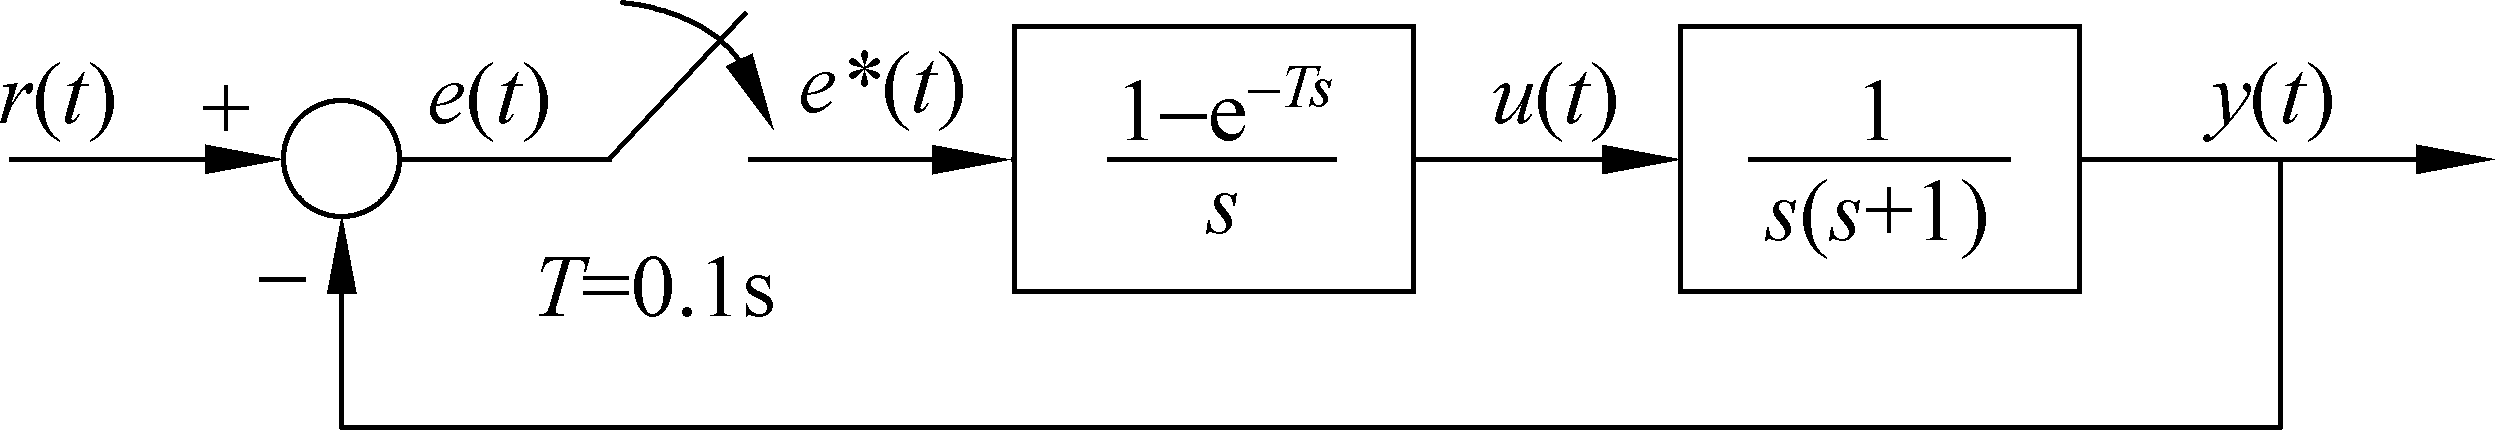 r(t)
+
e(t)
e*(t)
1−e^{−Ts}
s
u(t)
1
s(s+1)
y(t)
−
T=0.1s